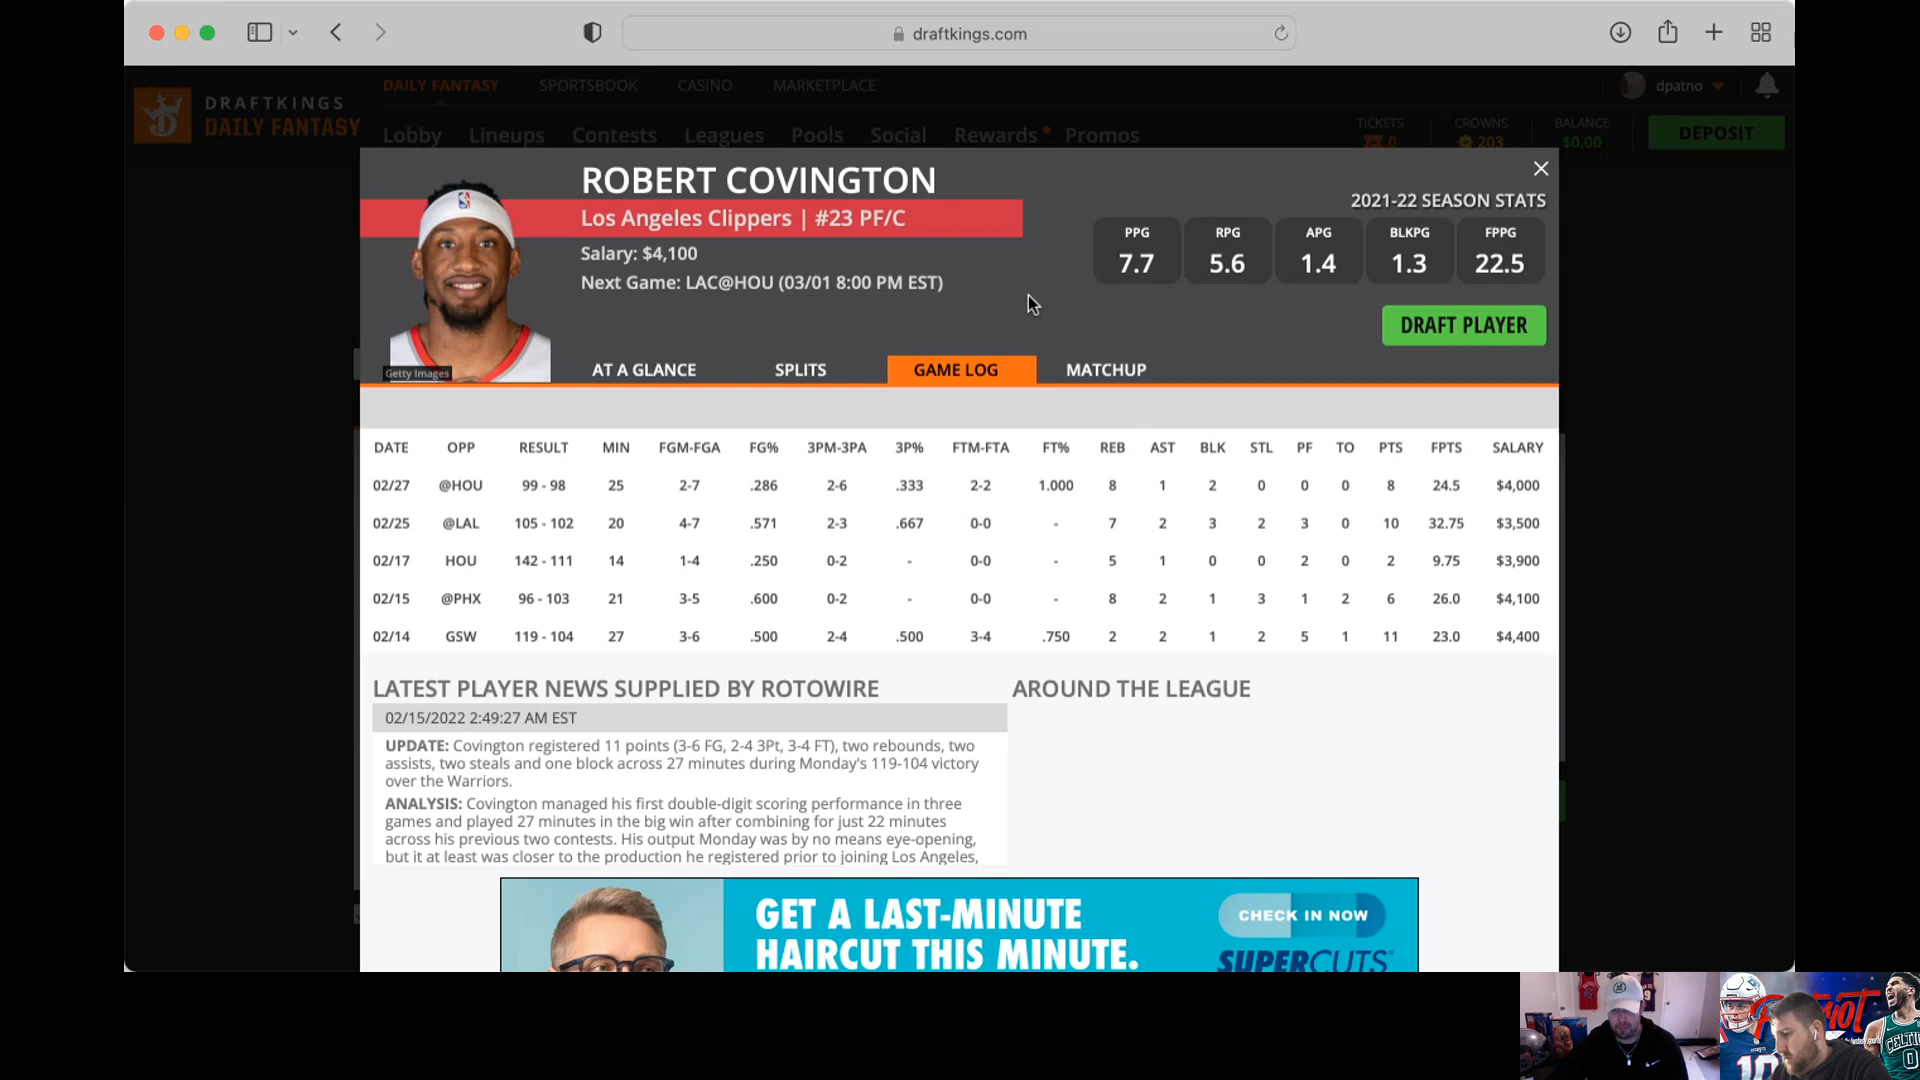 draftkings.com
DRAFTKINGS
DAILY FANTASY
DAILY FANTASY SPORTSBOOK CASINO MARKETPLACE
dpatno
Lobby Lineups Contests Leagues Pools Social Rewards Promos
TICKETS CROWNS BALANCE
0 203 $0.00
DEPOSIT
ROBERT COVINGTON
Los Angeles Clippers | #23 PF/C
Salary: $4,100
Next Game: LAC@HOU (03/01 8:00 PM EST)
Getty Images
2021-22 SEASON STATS
PPG RPG APG BLKPG FPPG
7.7 5.6 1.4 1.3 22.5
DRAFT PLAYER
AT A GLANCE SPLITS GAME LOG MATCHUP
DATE OPP RESULT MIN FGM-FGA FG% 3PM-3PA 3P% FTM-FTA FT% REB AST BLK STL PF TO PTS FPTS SALARY
02/27 @HOU 99 - 98 25 2-7 .286 2-6 .333 2-2 1.000 8 1 2 0 0 0 8 24.5 $4,000
02/25 @LAL 105 - 102 20 4-7 .571 2-3 .667 0-0 - 7 2 3 2 3 0 10 32.75 $3,500
02/17 HOU 142 - 111 14 1-4 .250 0-2 - 0-0 - 5 1 0 0 2 0 2 9.75 $3,900
02/15 @PHX 96 - 103 21 3-5 .600 0-2 - 0-0 - 8 2 1 3 1 2 6 26.0 $4,100
02/14 GSW 119 - 104 27 3-6 .500 2-4 .500 3-4 .750 2 2 1 2 5 1 11 23.0 $4,400
LATEST PLAYER NEWS SUPPLIED BY ROTOWIRE
02/15/2022 2:49:27 AM EST
UPDATE: Covington registered 11 points (3-6 FG, 2-4 3Pt, 3-4 FT), two rebounds, two
assists, two steals and one block across 27 minutes during Monday's 119-104 victory
over the Warriors.
ANALYSIS: Covington managed his first double-digit scoring performance in three
games and played 27 minutes in the big win after combining for just 22 minutes
across his previous two contests. His output Monday was by no means eye-opening,
but it at least was closer to the production he registered prior to joining Los Angeles,
AROUND THE LEAGUE
GET A LAST-MINUTE
HAIRCUT THIS MINUTE.
CHECK IN NOW
SUPERCUTS